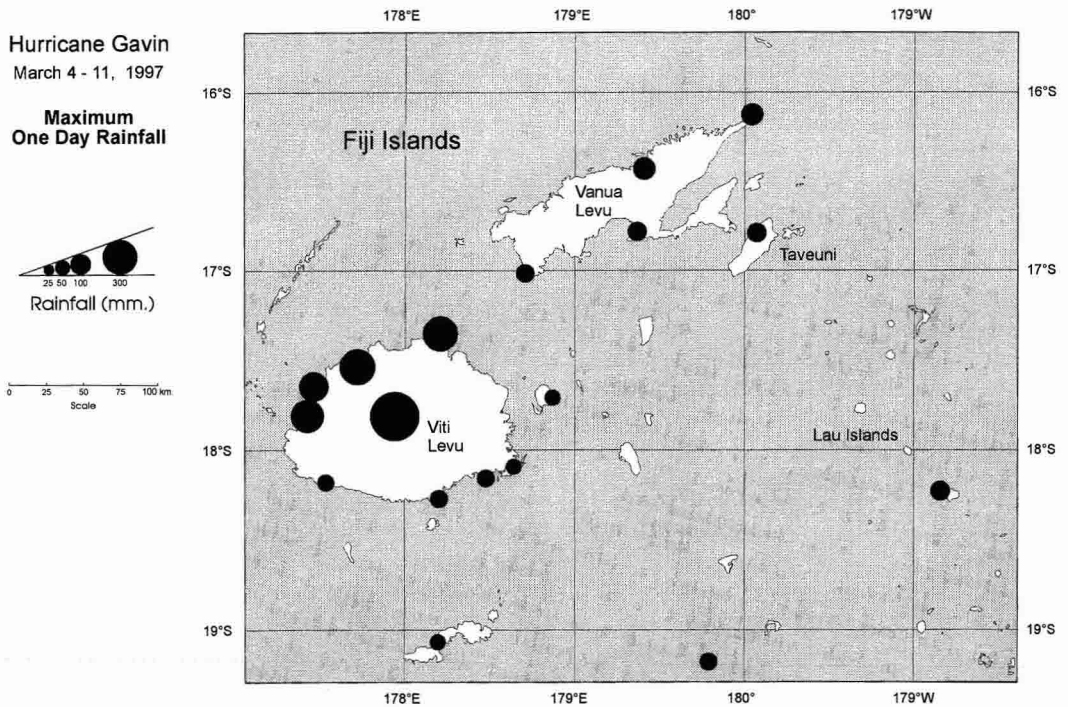 178°E 179°E 180° 179°W
Hurricane Gavin
March 4 - 11, 1997
Maximum
One Day Rainfall
16°S 16°S
Fiji Islands
Vanua
Levu
Taveuni
17°S 17°S
25 50 100 300
Rainfall (mm.)
0 25 50 75 100 km
Scale
Viti
Levu
Lau Islands
18°S 18°S
19°S 19°S
178°E 179°E 180° 179°W